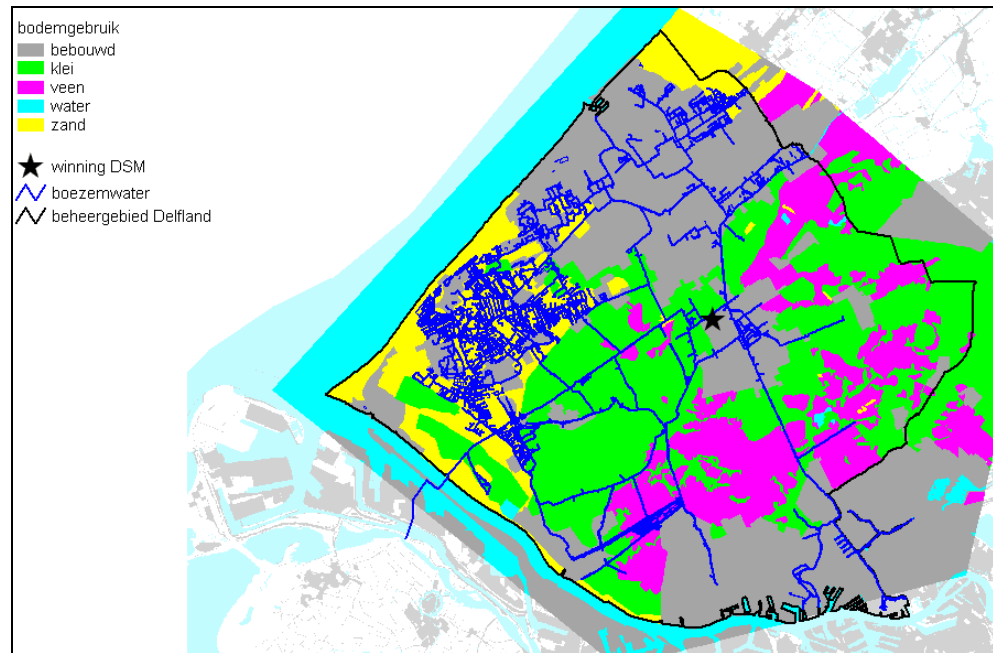 bodemgebruik
bebouwd
klei
veen
water
zand
winning DSM
boezemwater
beheergebied Delfland